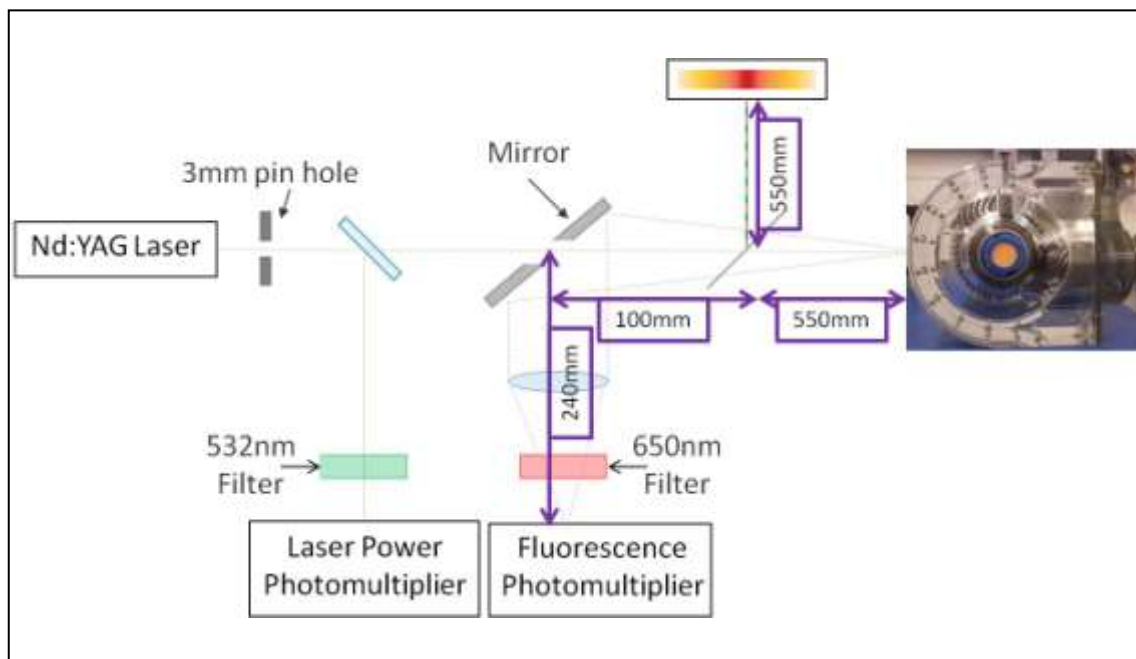 3mm pin hole
Mirror
550mm
Nd:YAG Laser
100mm
550mm
240mm
532nm
Filter
650nm
Filter
Laser Power
Photomultiplier
Fluorescence
Photomultiplier